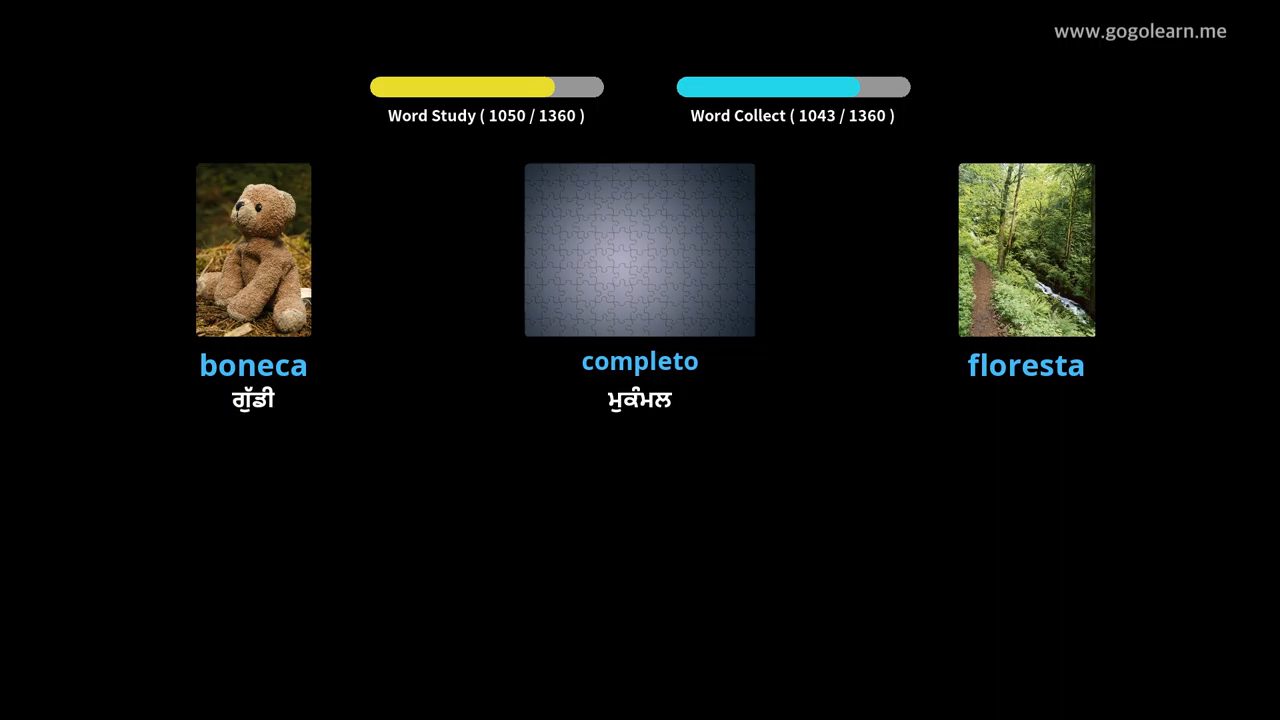 www.gogolearn.me
Word Study ( 1050 / 1360 )
Word Collect ( 1043 / 1360 )
boneca
ਗੁੱਡੀ
completo
ਮੁਕੰਮਲ
floresta